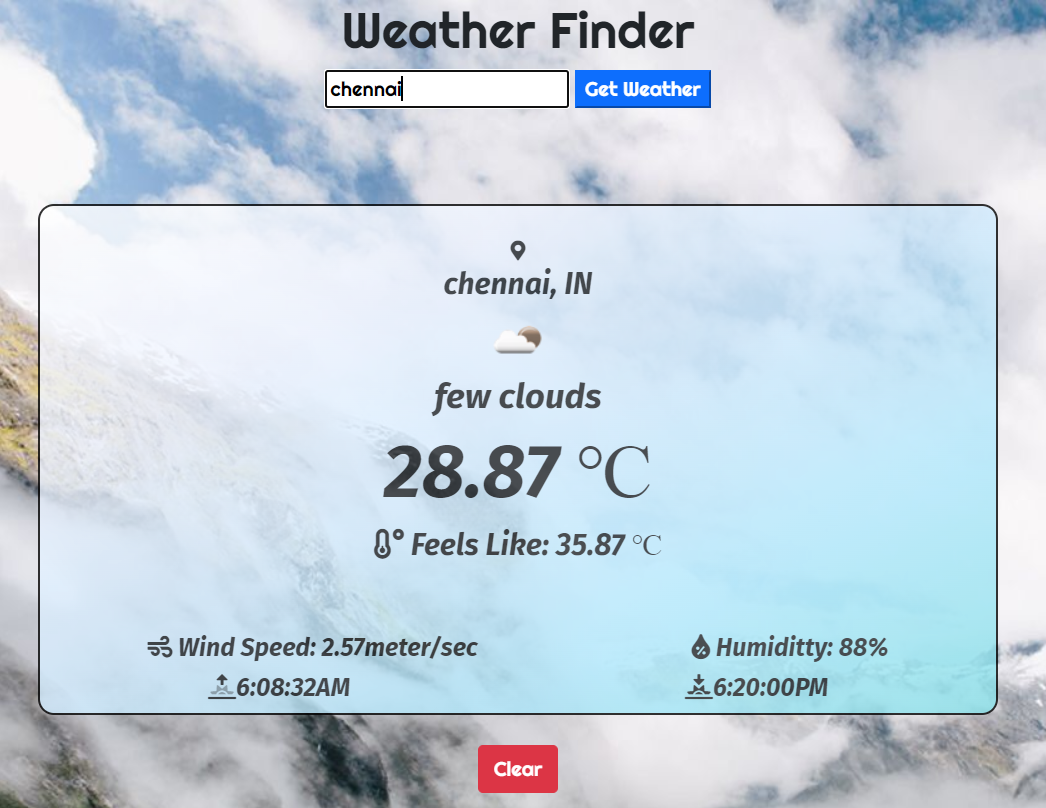 Weather Finder
chennai Get Weather
chennai, IN
few clouds
28.87 °C
Feels Like: 35.87 °C
Wind Speed: 2.57meter/sec Humiditty: 88%
6:08:32AM 6:20:00PM
Clear